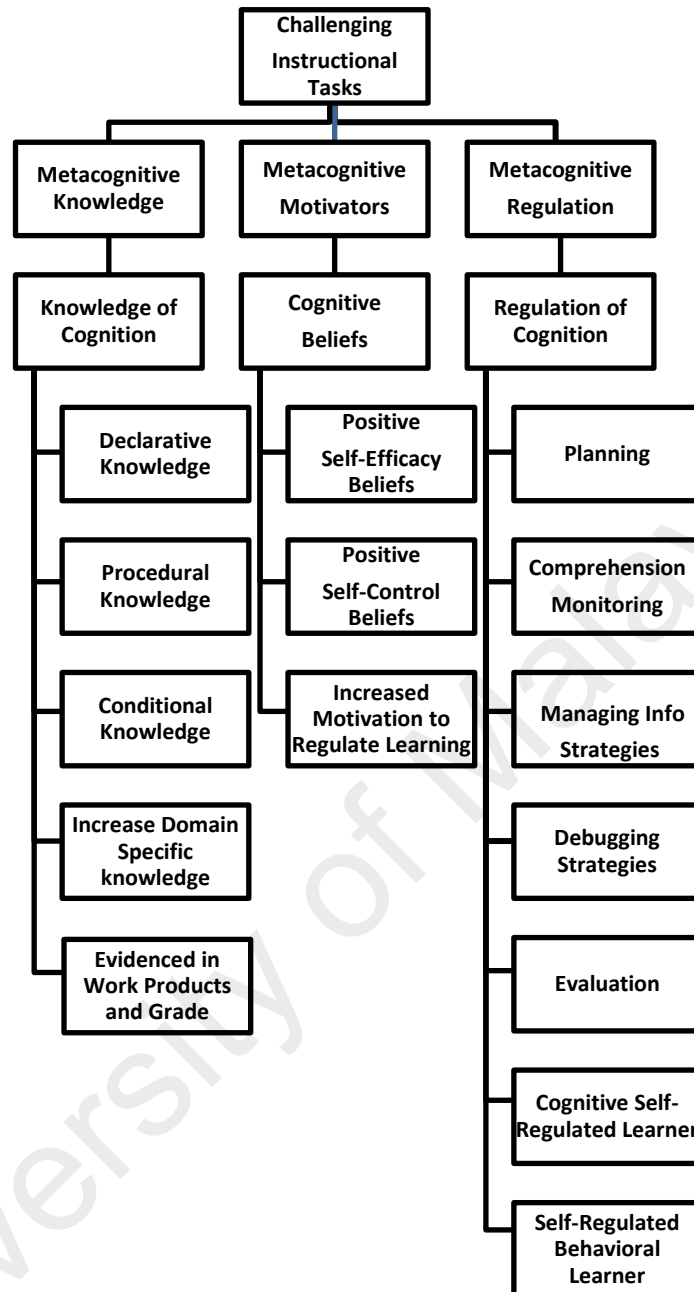 Challenging
Instructional
Tasks
Metacognitive
Knowledge
Metacognitive
Motivators
Metacognitive
Regulation
Knowledge of
Cognition
Cognitive
Beliefs
Regulation of
Cognition
Declarative
Knowledge
Positive
Self-Efficacy
Beliefs
Planning
Procedural
Knowledge
Positive
Self-Control
Beliefs
Comprehension
Monitoring
Conditional
Knowledge
Increased
Motivation to
Regulate Learning
Managing Info
Strategies
Increase Domain
Specific
knowledge
Debugging
Strategies
Evidenced in
Work Products
and Grade
Evaluation
Cognitive Self-
Regulated Learner
Self-Regulated
Behavioral
Learner
versity of Malay